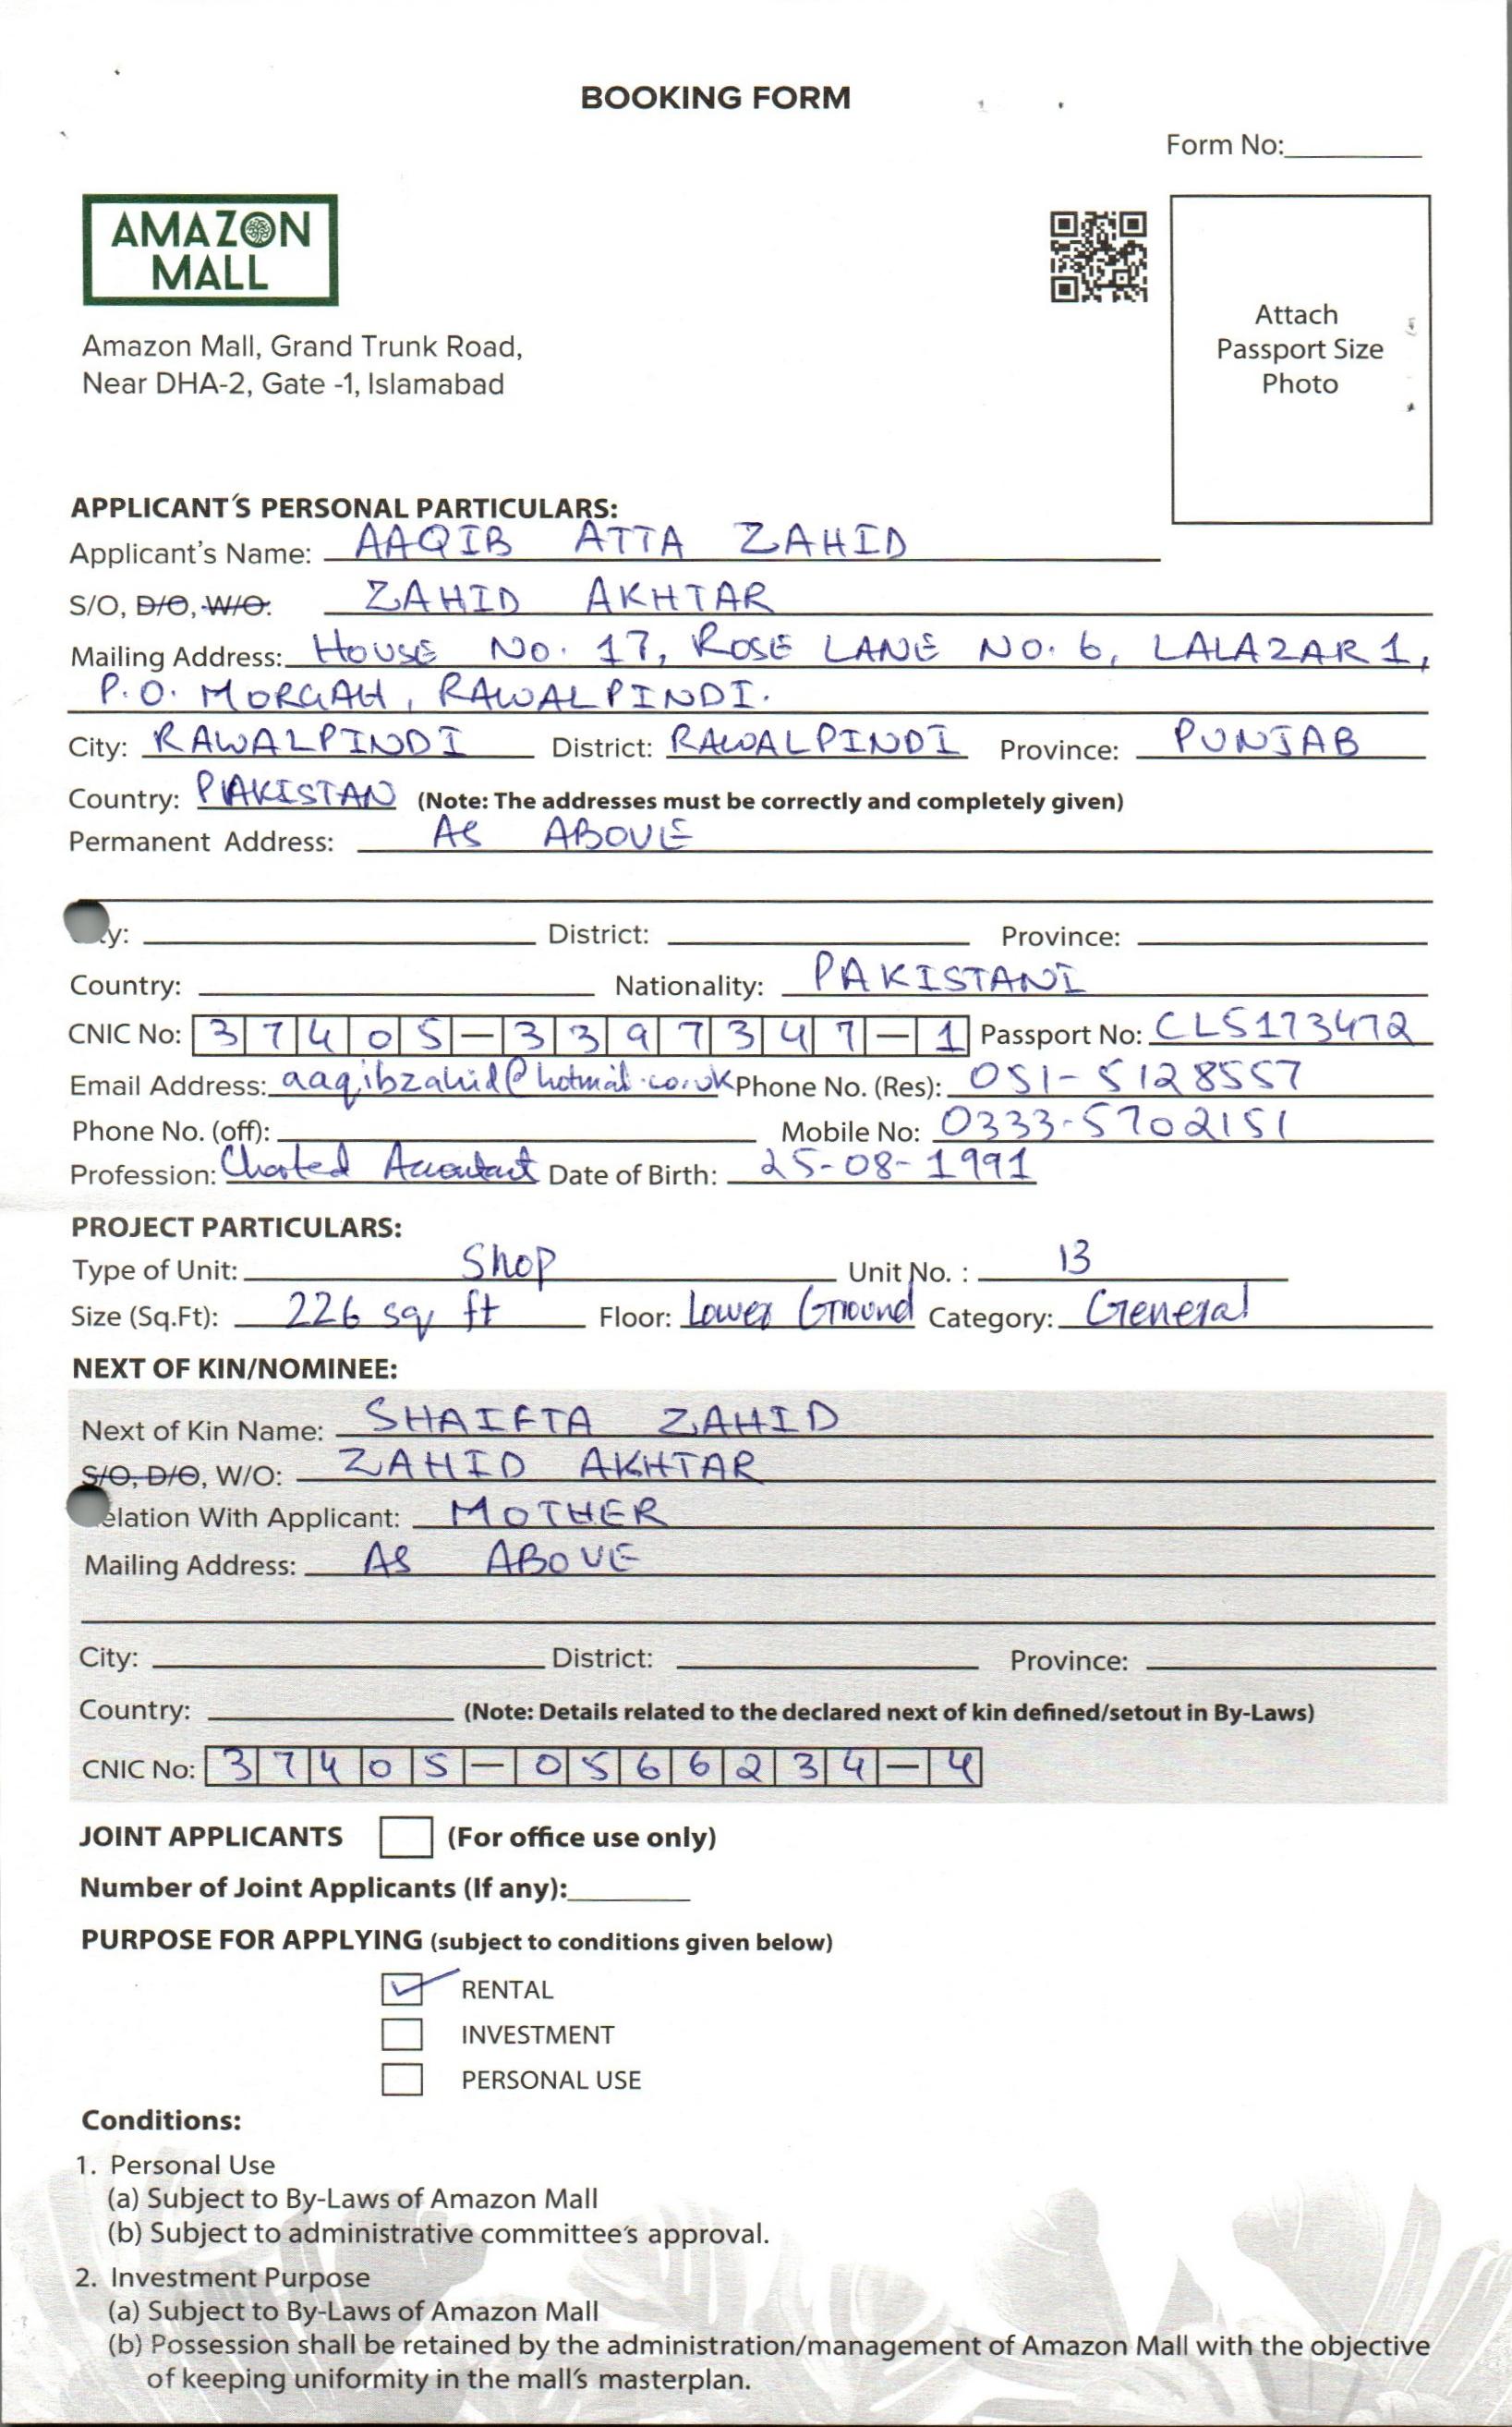 BOOKING FORM
Form No:
AMAZON
MALL
Attach
Passport Size
Photo
Amazon Mall, Grand Trunk Road,
Near DHA-2, Gate -1, Islamabad
APPLICANT'S PERSONAL PARTICULARS:
Applicant's Name: AAQIB ATTA ZAHID
S/O, D/O, W/O: ZAHID AKHTAR
Mailing Address: HOUSE NO. 17, ROSE LANE NO. 6, LALAZAR 1,
P.O. MORGAH, RAWALPINDI.
City: RAWALPINDI District: RAWALPINDI Province: PUNJAB
Country: PAKISTAN (Note: The addresses must be correctly and completely given)
Permanent Address: AS ABOVE
District: Province:
Country: Nationality: PAKISTANI
CNIC No: 37405-3397347-1 Passport No: CL5173472
Email Address: aaqibzahid@hotmail.co.uk Phone No. (Res): 051-5128557
Phone No. (off): Mobile No: 0333-5702151
Profession: Charted Accountant Date of Birth: 25-08-1991
PROJECT PARTICULARS:
Type of Unit: Shop Unit No. : 13
Size (Sq.Ft): 226 sq ft Floor: Lower Ground Category: General
NEXT OF KIN/NOMINEE:
Next of Kin Name: SHAIFTA ZAHID
S/O, D/O, W/O: ZAHID AKHTAR
elation With Applicant: MOTHER
Mailing Address: AS ABOVE
City: District: Province:
Country: (Note: Details related to the declared next of kin defined/setout in By-Laws)
CNIC No: 37405-0566234-4
JOINT APPLICANTS (For office use only)
Number of Joint Applicants (If any):
PURPOSE FOR APPLYING (subject to conditions given below)
RENTAL
INVESTMENT
PERSONAL USE
Conditions:
1. Personal Use
(a) Subject to By-Laws of Amazon Mall
(b) Subject to administrative committee's approval.
2. Investment Purpose
(a) Subject to By-Laws of Amazon Mall
(b) Possession shall be retained by the administration/management of Amazon Mall with the objective
of keeping uniformity in the mall's masterplan.